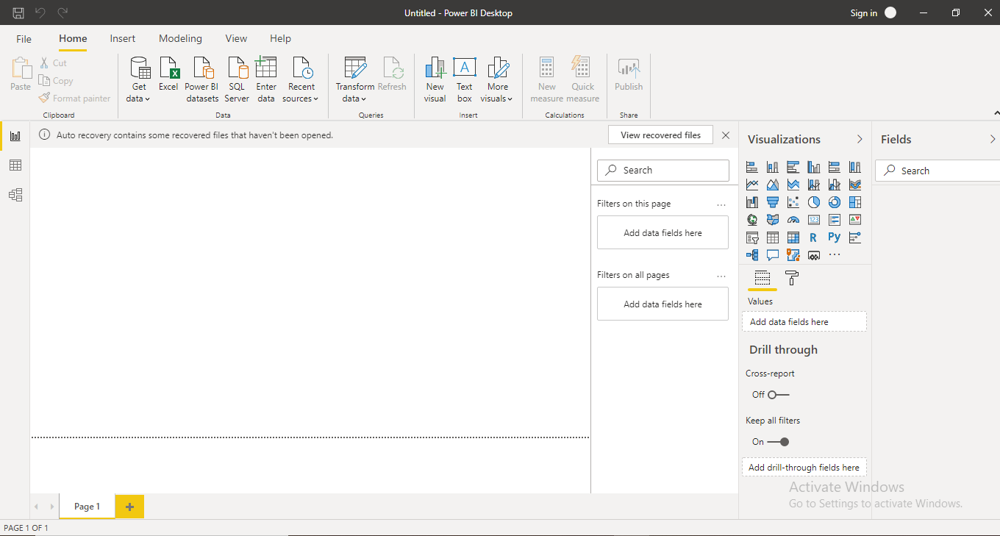 Untitled - Power BI Desktop
Sign in
File
Home
Insert
Modeling
View
Help
Paste
Cut
Copy
Format painter
Clipboard
Get
data
Excel
Power BI
datasets
SQL
Server
Enter
data
Recent
sources
Data
Transform
data
Refresh
Queries
New
visual
A
Text
box
More
visuals
Insert
New
measure
Quick
measure
Calculations
Publish
Share
Auto recovery contains some recovered files that haven't been opened.
View recovered files
Search
Filters on this page
...
Add data fields here
Filters on all pages
...
Add data fields here
Visualizations
123
R
Py
...
Values
Add data fields here
Drill through
Cross-report
Off
Keep all filters
On
Add drill-through fields here
Fields
Search
Activate Windows
Go to Settings to activate Windows.
Page 1
+
PAGE 1 OF 1